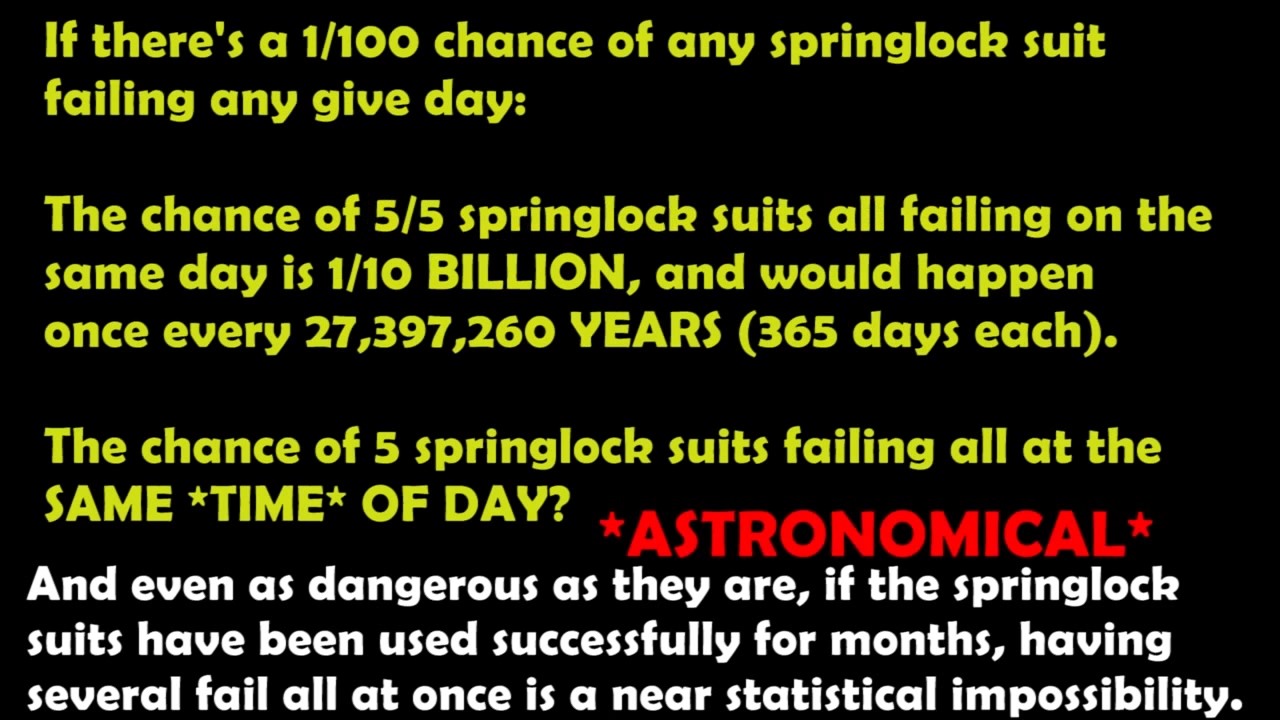 If there's a 1/100 chance of any springlock suit
failing any give day:
The chance of 5/5 springlock suits all failing on the
same day is 1/10 BILLION, and would happen
once every 27,397,260 YEARS (365 days each).
The chance of 5 springlock suits failing all at the
SAME *TIME* OF DAY?
*ASTRONOMICAL*
And even as dangerous as they are, if the springlock
suits have been used successfully for months, having
several fail all at once is a near statistical impossibility.